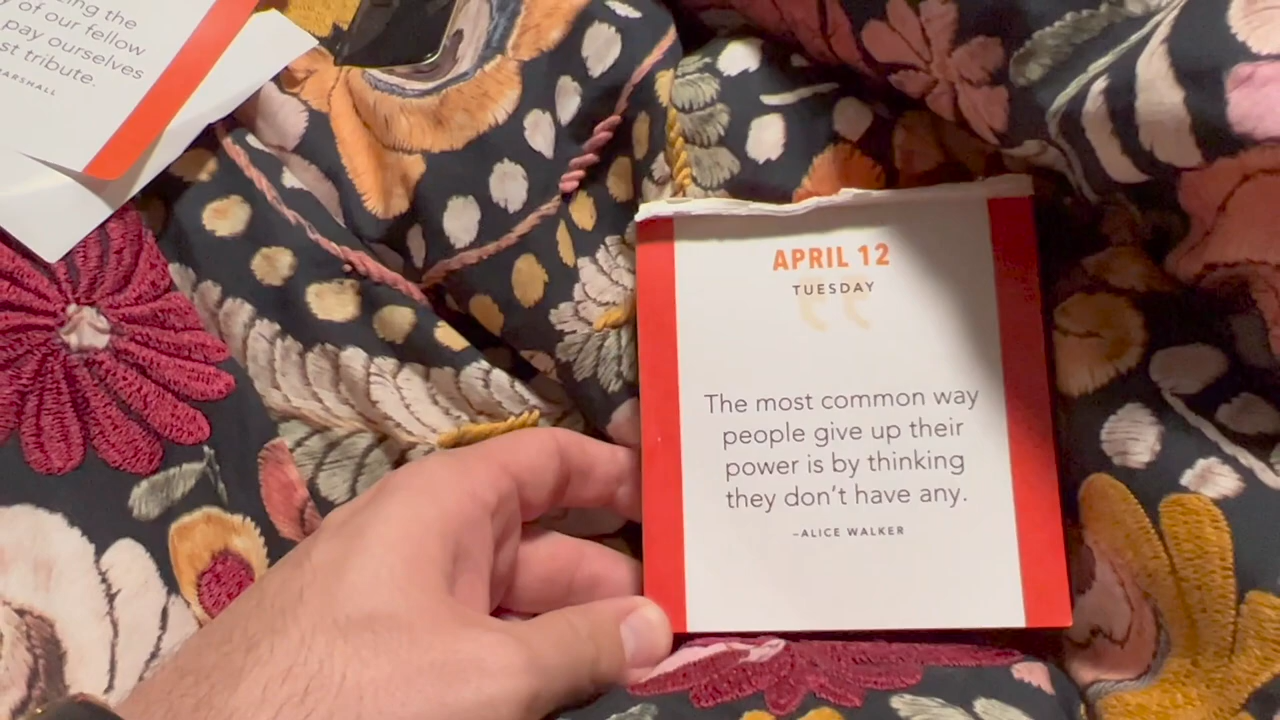 the
of our fellow
pay ourselves
st tribute.
ARSHALL
APRIL 12
TUESDAY
The most common way
people give up their
power is by thinking
they don't have any.
–ALICE WALKER